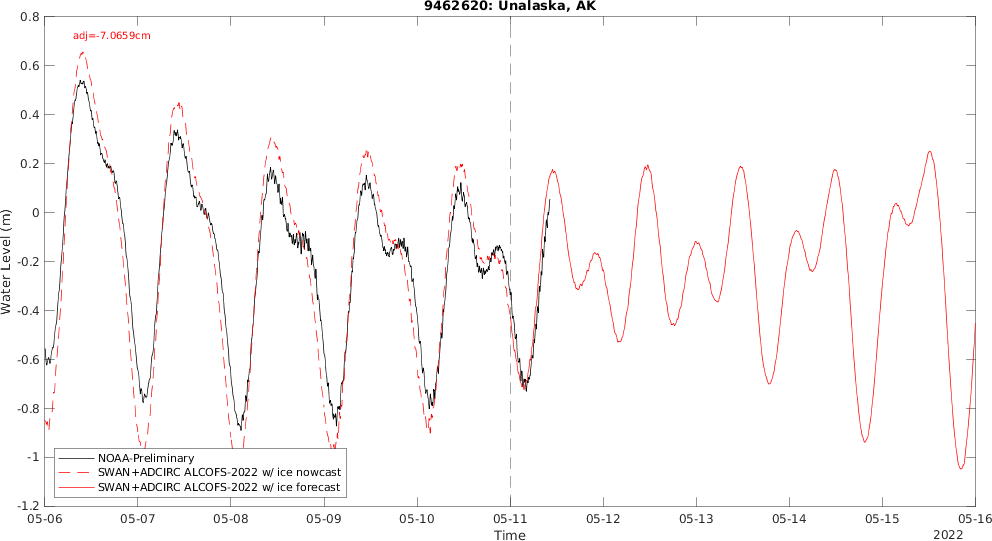 9462620: Unalaska, AK
adj=-7.0659cm
Water Level (m)
0.8
0.6
0.4
0.2
0
-0.2
-0.4
-0.6
-0.8
-1
-1.2
NOAA-Preliminary
SWAN+ADCIRC ALCOFS-2022 w/ ice nowcast
SWAN+ADCIRC ALCOFS-2022 w/ ice forecast
05-06 05-07 05-08 05-09 05-10 05-11 05-12 05-13 05-14 05-15 05-16
Time
2022